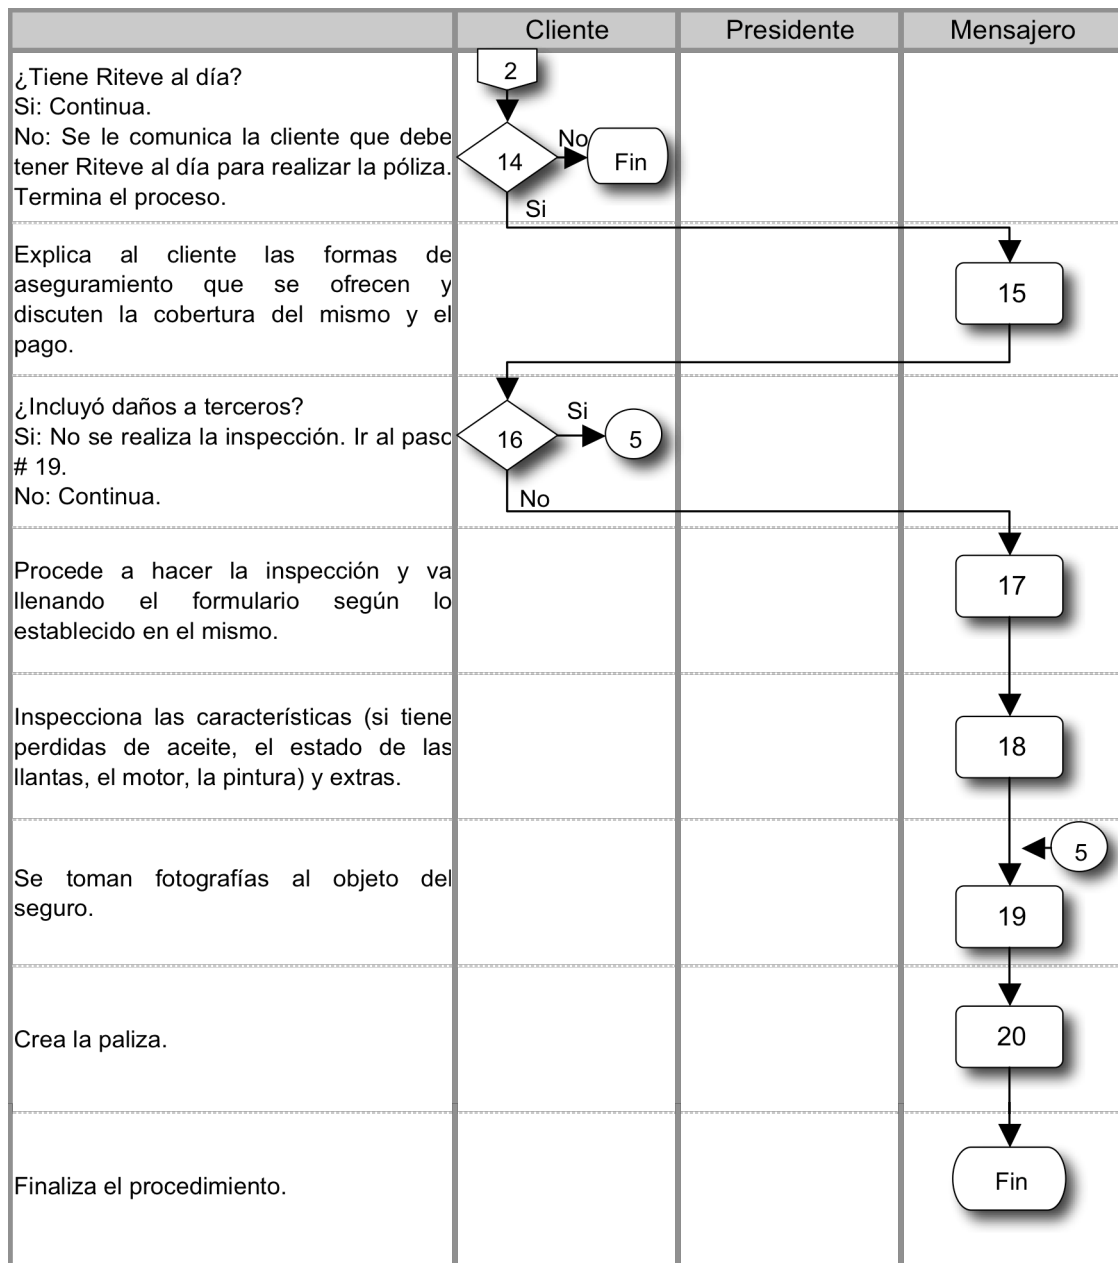 Cliente Presidente Mensajero
¿Tiene Riteve al día?
Si: Continua.
No: Se le comunica la cliente que debe
tener Riteve al día para realizar la póliza.
Termina el proceso.
2
14
No
Fin
Si
Explica al cliente las formas de
aseguramiento que se ofrecen y
discuten la cobertura del mismo y el
pago.
15
¿Incluyó daños a terceros?
Si: No se realiza la inspección. Ir al paso
# 19.
No: Continua.
16
Si
5
No
Procede a hacer la inspección y va
llenando el formulario según lo
establecido en el mismo.
17
Inspecciona las característícas (si tiene
perdidas de aceite, el estado de las
llantas, el motor, la pintura) y extras.
18
Se toman fotografías al objeto del
seguro.
5
19
Crea la paliza.
20
Finaliza el procedimiento.
Fin